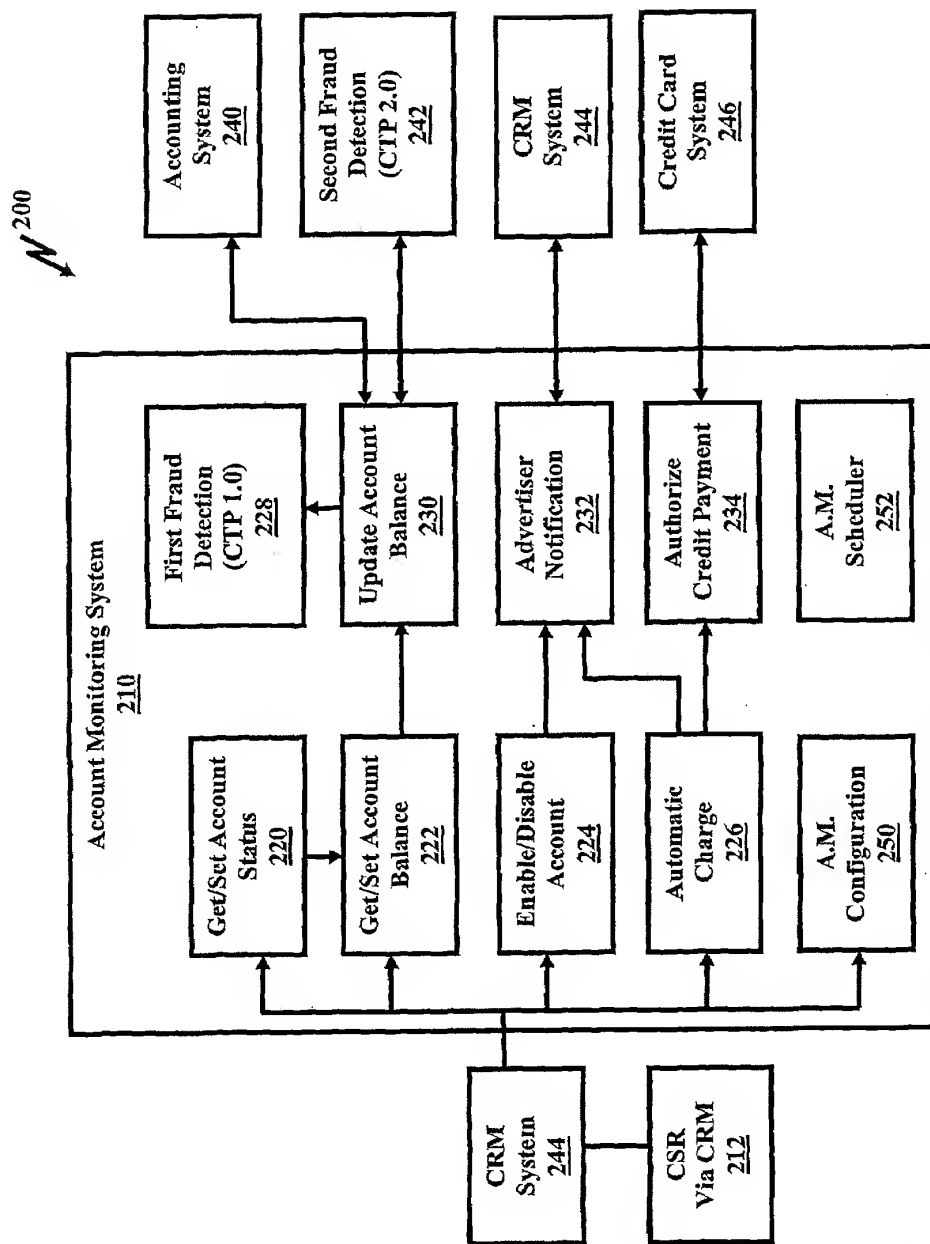 200
Account Monitoring System
210
CRM
System
244
CSR
Via CRM
212
Get/Set Account
Status
220
Get/Set Account
Balance
222
Enable/Disable
Account
224
Automatic
Charge
226
A.M.
Configuration
250
First Fraud
Detection
(CTP 1.0)
228
Update Account
Balance
230
Advertiser
Notification
232
Authorize
Credit Payment
234
A.M.
Scheduler
252
Accounting
System
240
Second Fraud
Detection
(CTP 2.0)
242
CRM
System
244
Credit Card
System
246